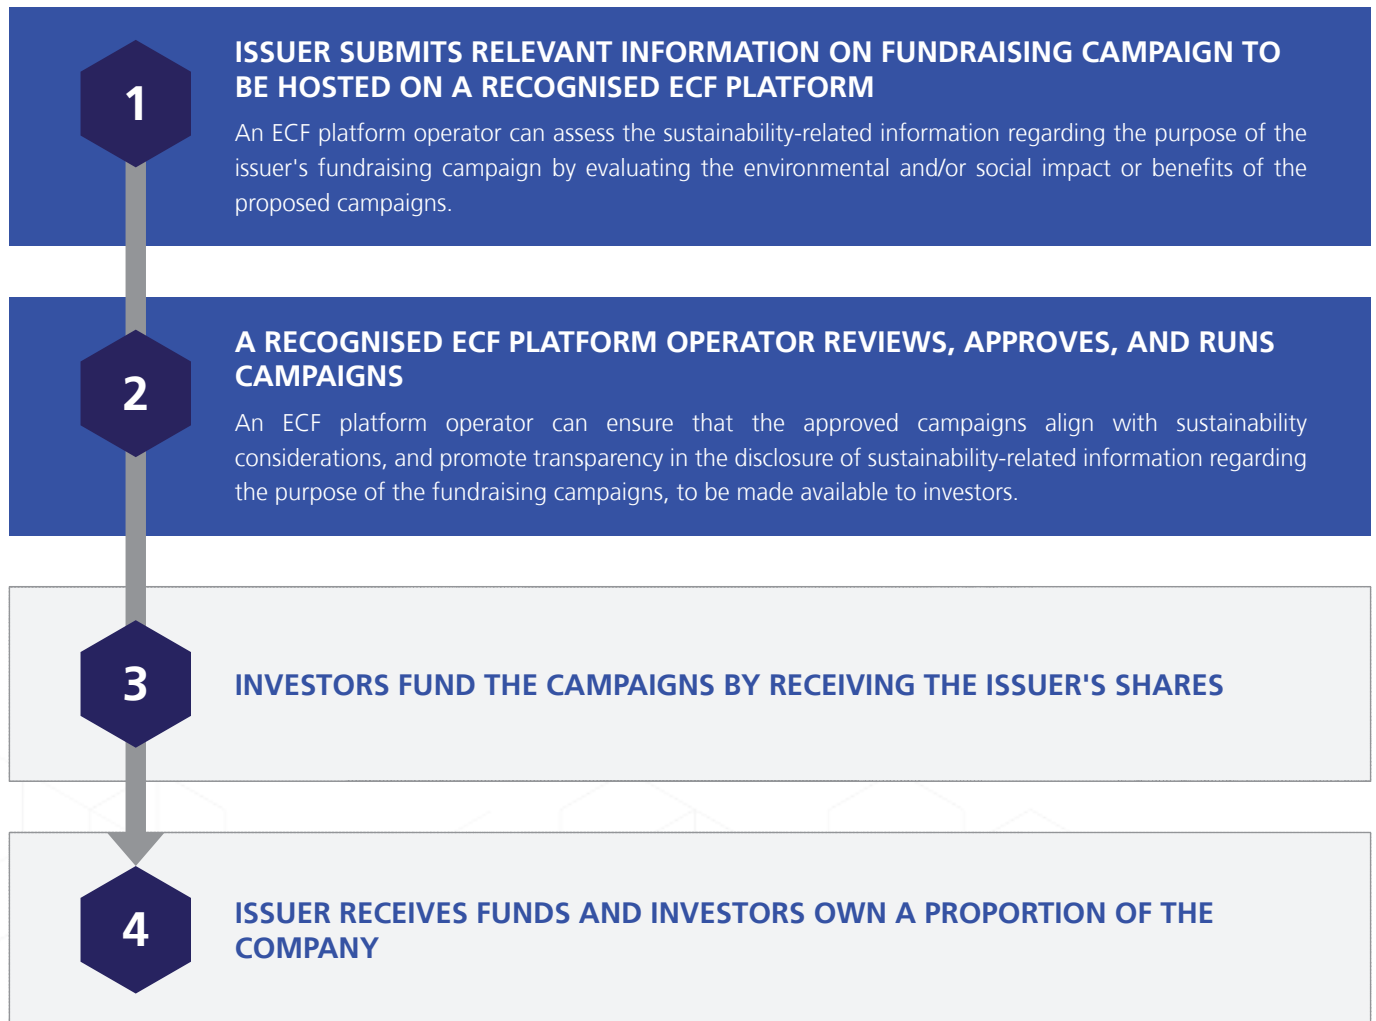 1
ISSUER SUBMITS RELEVANT INFORMATION ON FUNDRAISING CAMPAIGN TO
BE HOSTED ON A RECOGNISED ECF PLATFORM
An ECF platform operator can assess the sustainability-related information regarding the purpose of the
issuer's fundraising campaign by evaluating the environmental and/or social impact or benefits of the
proposed campaigns.
2
A RECOGNISED ECF PLATFORM OPERATOR REVIEWS, APPROVES, AND RUNS
CAMPAIGNS
An ECF platform operator can ensure that the approved campaigns align with sustainability
considerations, and promote transparency in the disclosure of sustainability-related information regarding
the purpose of the fundraising campaigns, to be made available to investors.
3
INVESTORS FUND THE CAMPAIGNS BY RECEIVING THE ISSUER'S SHARES
4
ISSUER RECEIVES FUNDS AND INVESTORS OWN A PROPORTION OF THE
COMPANY